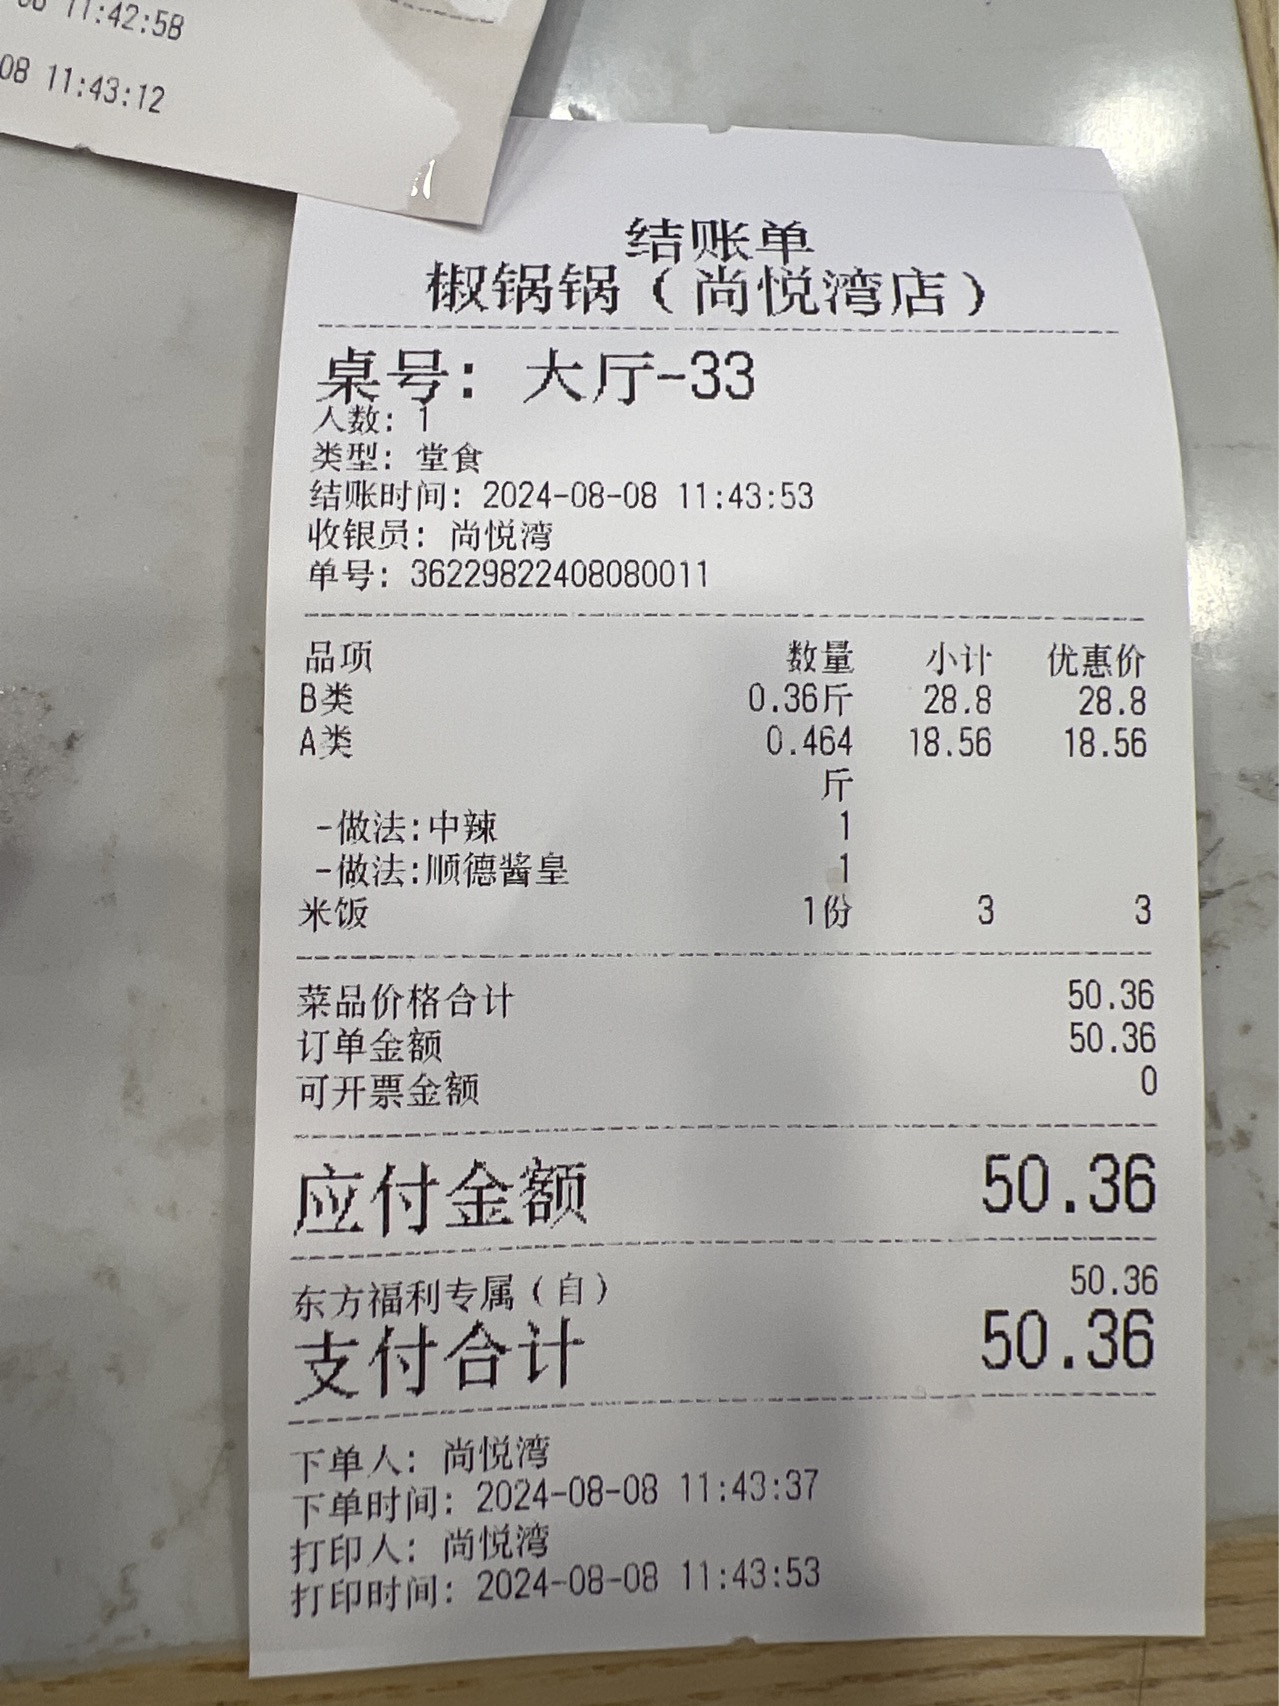 11:42:58
08 11:43:12
结账单
椒锅锅（尚悦湾店）
桌号: 大厅-33
人数: 1
类型: 堂食
结账时间: 2024-08-08 11:43:53
收银员: 尚悦湾
单号: 36229822408080011
品项 数量 小计 优惠价
B类 0.36斤 28.8 28.8
A类 0.464 18.56 18.56
斤
-做法:中辣 1
-做法:顺德酱皇 1
米饭 1份 3 3
菜品价格合计 50.36
订单金额 50.36
可开票金额 0
应付金额 50.36
东方福利专属（自） 50.36
支付合计 50.36
下单人: 尚悦湾
下单时间: 2024-08-08 11:43:37
打印人: 尚悦湾
打印时间: 2024-08-08 11:43:53